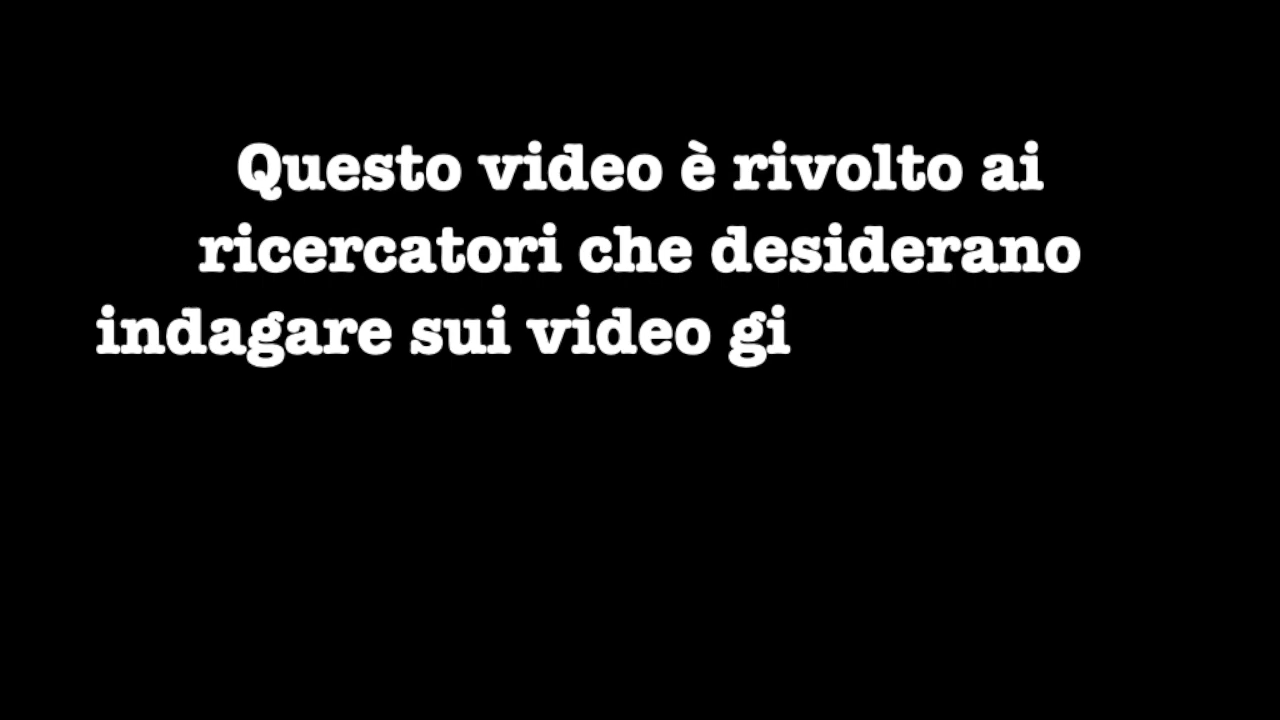 Questo video è rivolto ai
ricercatori che desiderano
indagare sui video gi